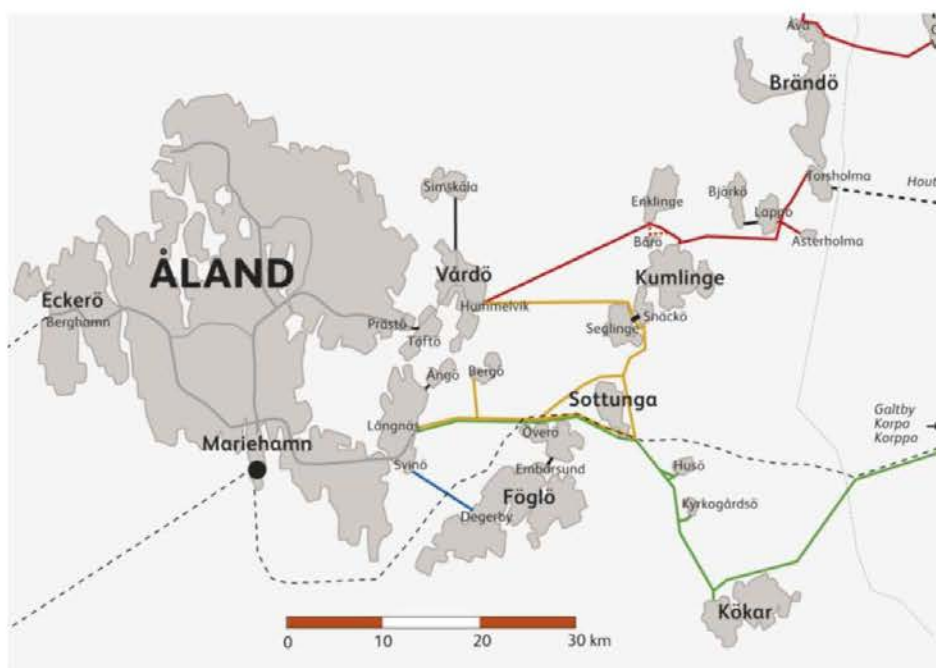 Åva
Brändö
Simskäla
Enklinge
Björkö
Torsholma
Hout
Lappo
Asterholma
Bärö
ÅLAND
Vårdö
Kumlinge
Eckerö
Berghamn
Hummelvik
Prästö
Töftö
Snäckö
Seglinge
Ängö
Bergö
Sottunga
Galtby
Korpo
Korppo
Långnäs
Överö
Mariehamn
Svinö
Embarsund
Husö
Föglö
Degerby
Kyrkogårdsö
Kökar
0 10 20 30 km